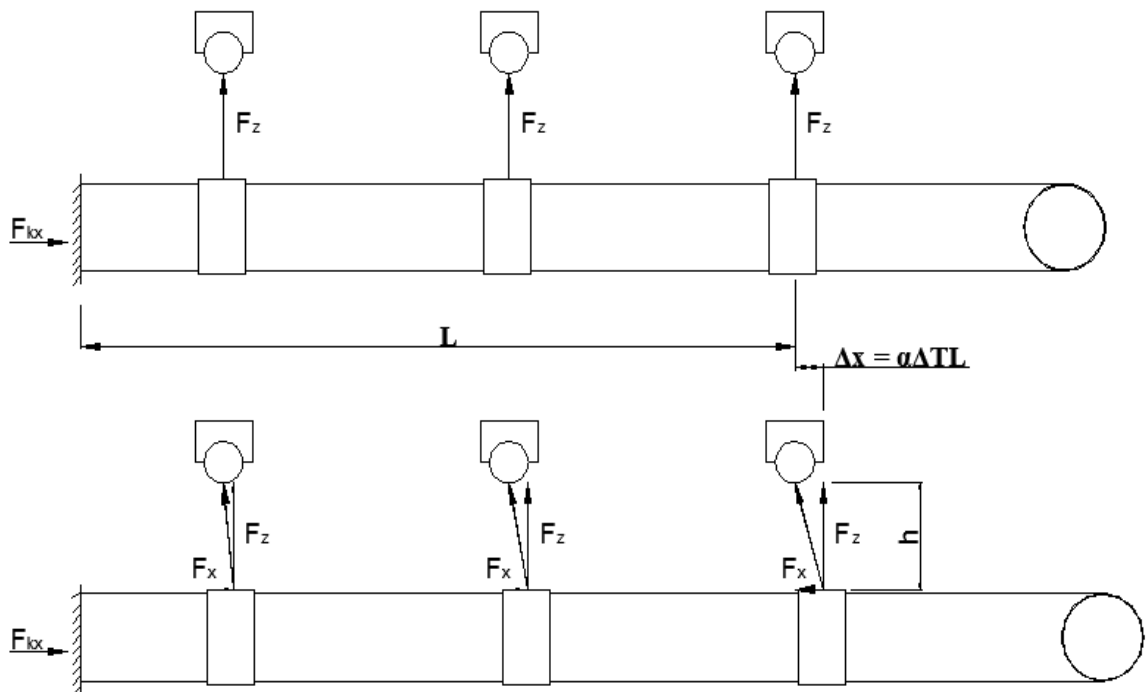 Fz Fz Fz
Fkx
L
Δx = αΔTL
Fz Fz Fz h
Fx Fx Fx
Fkx